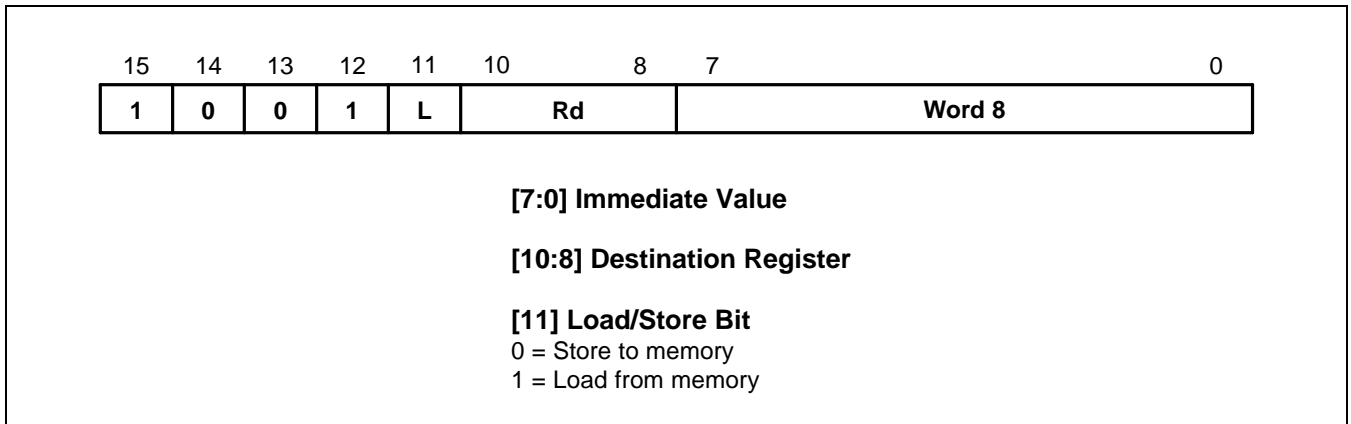 15 14 13 12 11 10 8 7 0
1 0 0 1 L Rd Word 8
[7:0] Immediate Value
[10:8] Destination Register
[11] Load/Store Bit
0 = Store to memory
1 = Load from memory